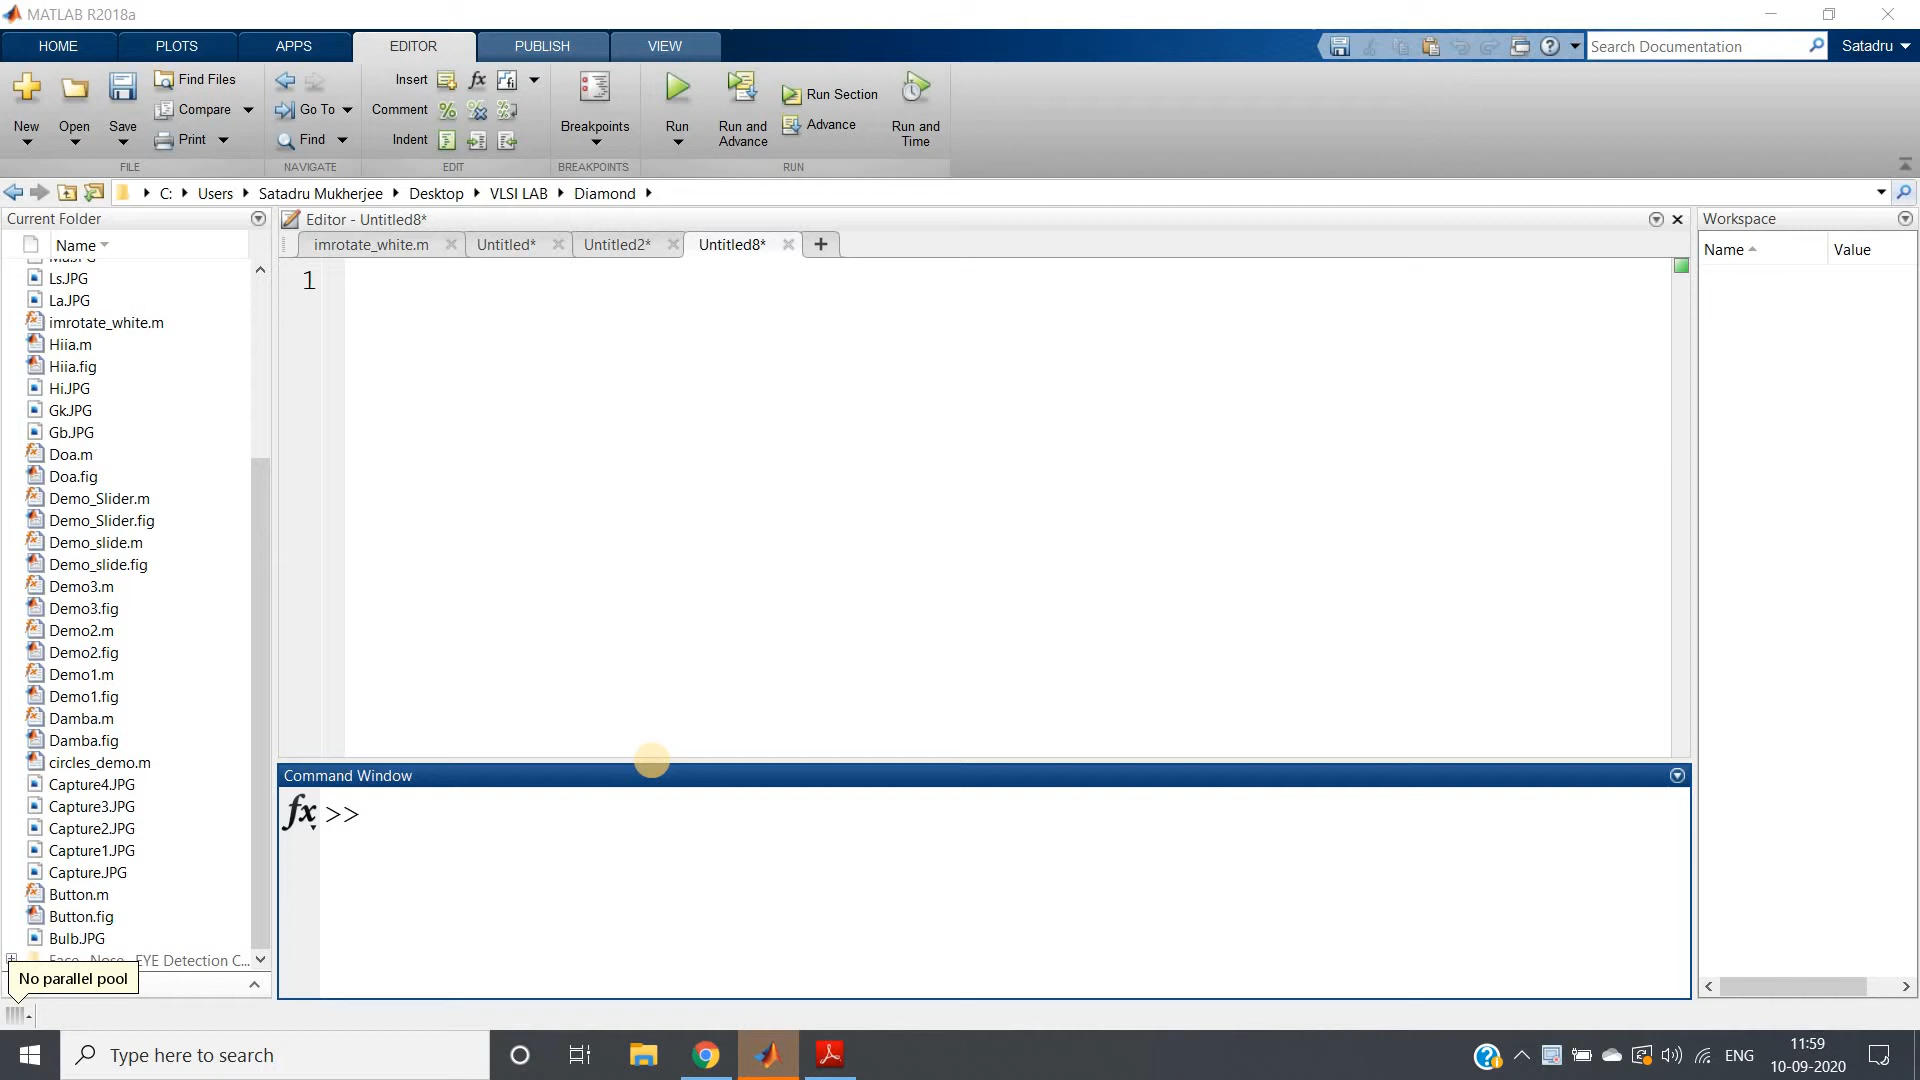 MATLAB R2018a
HOME PLOTS APPS EDITOR PUBLISH VIEW
Search Documentation
Satadru
New
Open
Save
Find Files
Compare
Print
FILE
Go To
Find
NAVIGATE
Insert
Comment
Indent
EDIT
Breakpoints
BREAKPOINTS
Run
Run and
Advance
Run Section
Advance
Run and
Time
RUN
C: Users Satadru Mukherjee Desktop VLSI LAB Diamond
Current Folder
Name
Ls.JPG
La.JPG
imrotate_white.m
Hiia.m
Hiia.fig
Hi.JPG
Gk.JPG
Gb.JPG
Doa.m
Doa.fig
Demo_Slider.m
Demo_Slider.fig
Demo_slide.m
Demo_slide.fig
Demo3.m
Demo3.fig
Demo2.m
Demo2.fig
Demo1.m
Demo1.fig
Damba.m
Damba.fig
circles_demo.m
Capture4.JPG
Capture3.JPG
Capture2.JPG
Capture1.JPG
Capture.JPG
Button.m
Button.fig
Bulb.JPG
EYE Detection C...
No parallel pool
Editor - Untitled8*
imrotate_white.m Untitled* Untitled2* Untitled8* +
1
Command Window
fx >>
Workspace
Name Value
Type here to search
ENG
11:59
10-09-2020